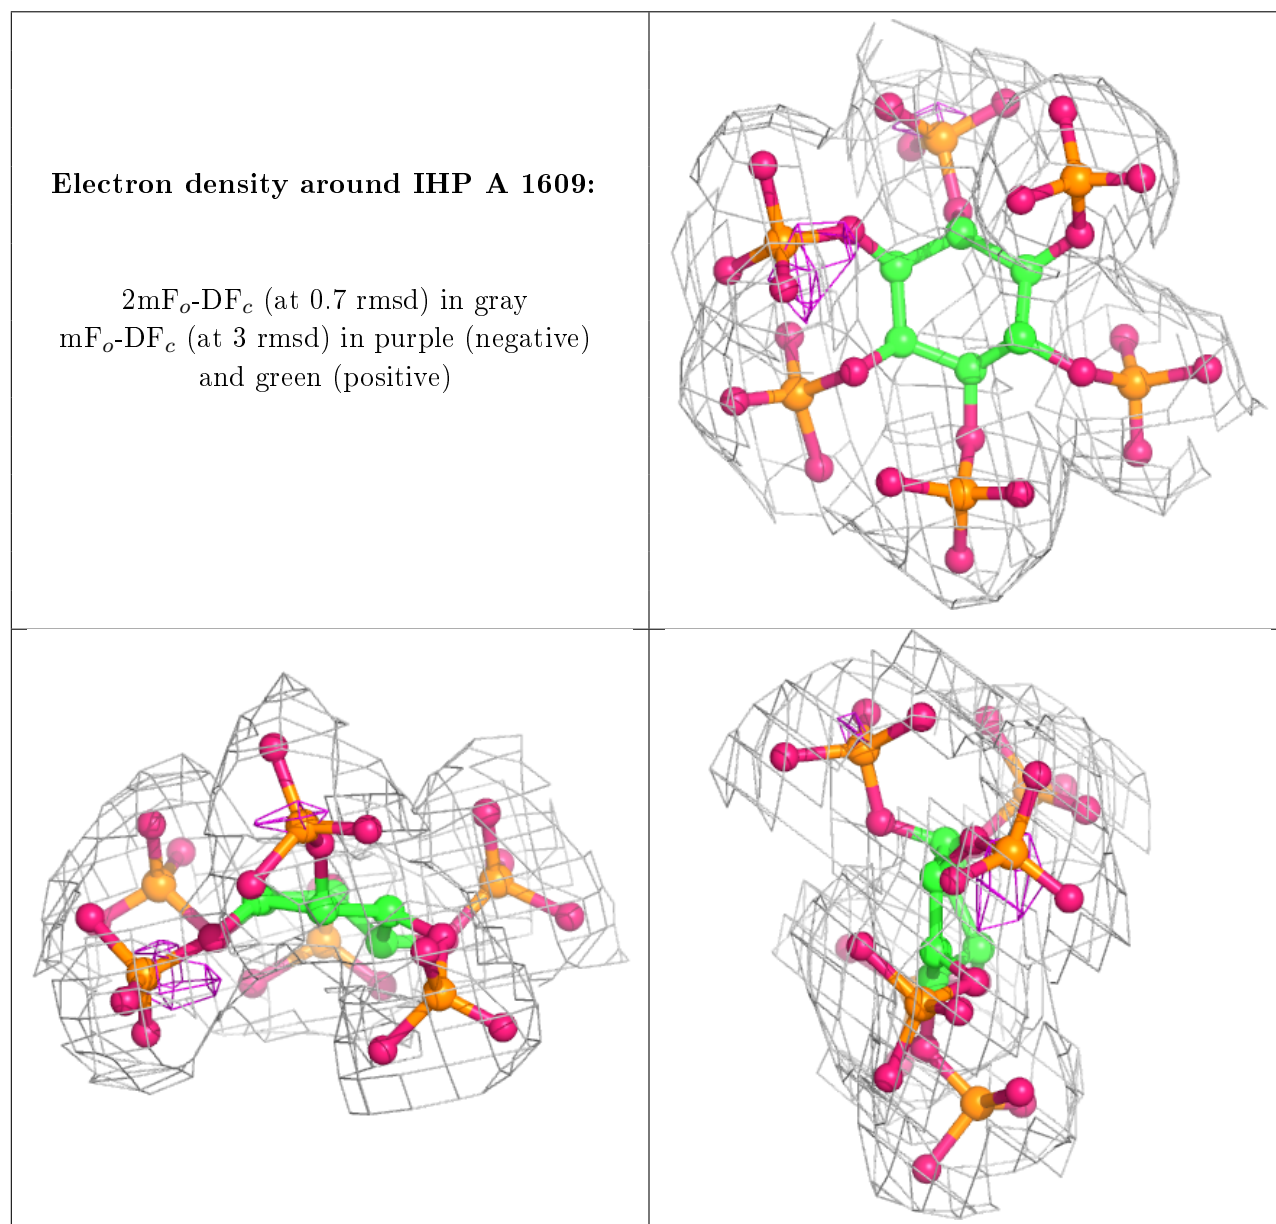 Electron density around IHP A 1609:
2mFo-DFc (at 0.7 rmsd) in gray
mFo-DFc (at 3 rmsd) in purple (negative)
and green (positive)